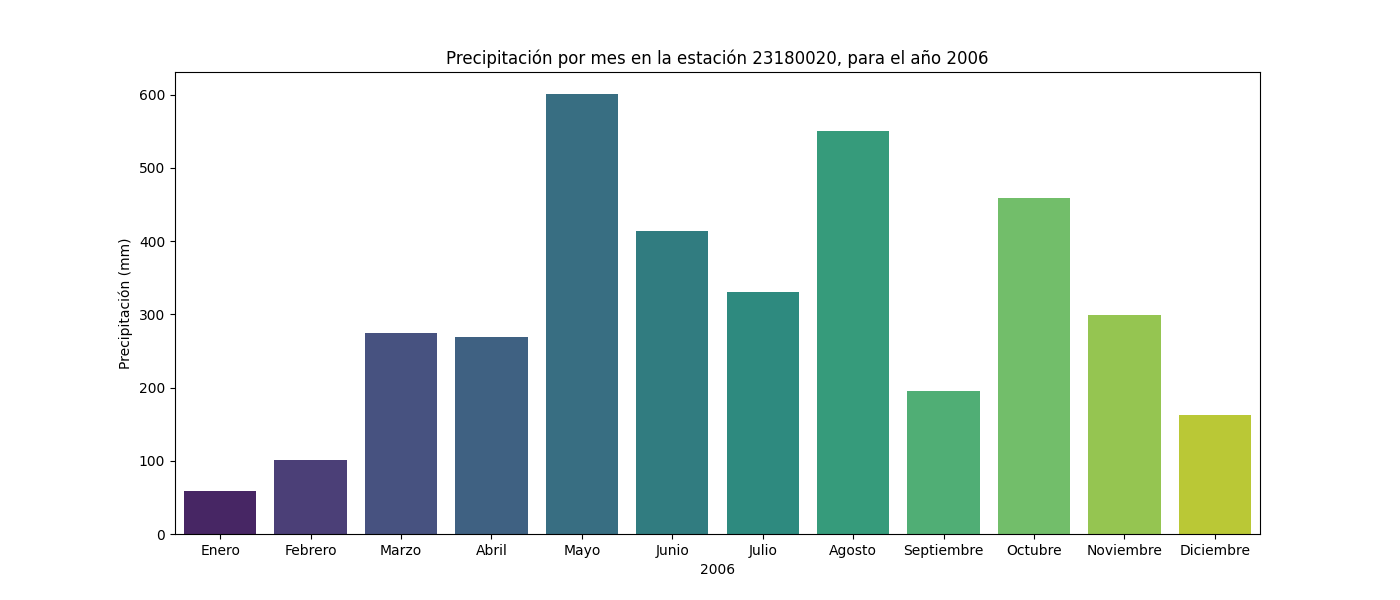 Precipitación por mes en la estación 23180020, para el año 2006
Precipitación (mm)
600
500
400
300
200
100
0
Enero Febrero Marzo Abril Mayo Junio Julio Agosto Septiembre Octubre Noviembre Diciembre
2006